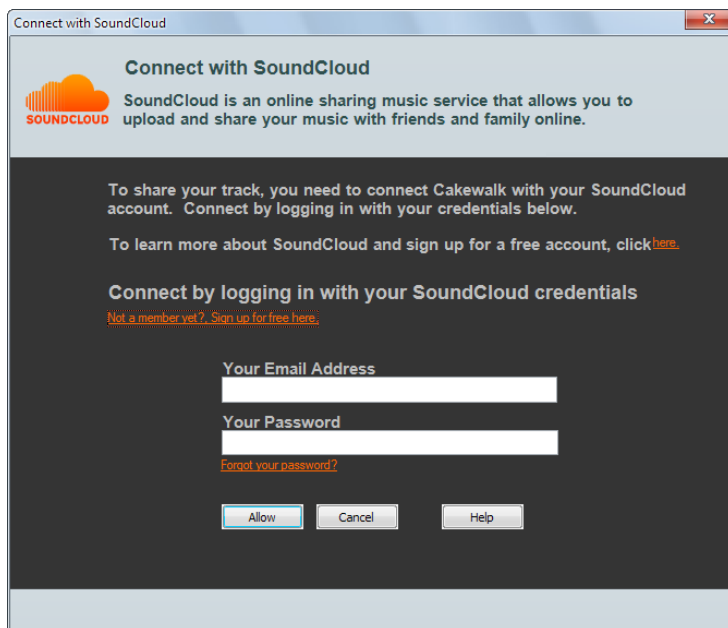 Connect with SoundCloud
Connect with SoundCloud
SOUNDCLOUD
SoundCloud is an online sharing music service that allows you to
upload and share your music with friends and family online.
To share your track, you need to connect Cakewalk with your SoundCloud
account.  Connect by logging in with your credentials below.
To learn more about SoundCloud and sign up for a free account, click here.
Connect by logging in with your SoundCloud credentials
Not a member yet?, Sign up for free here.
Your Email Address
Your Password
Forgot your password?
Allow Cancel Help